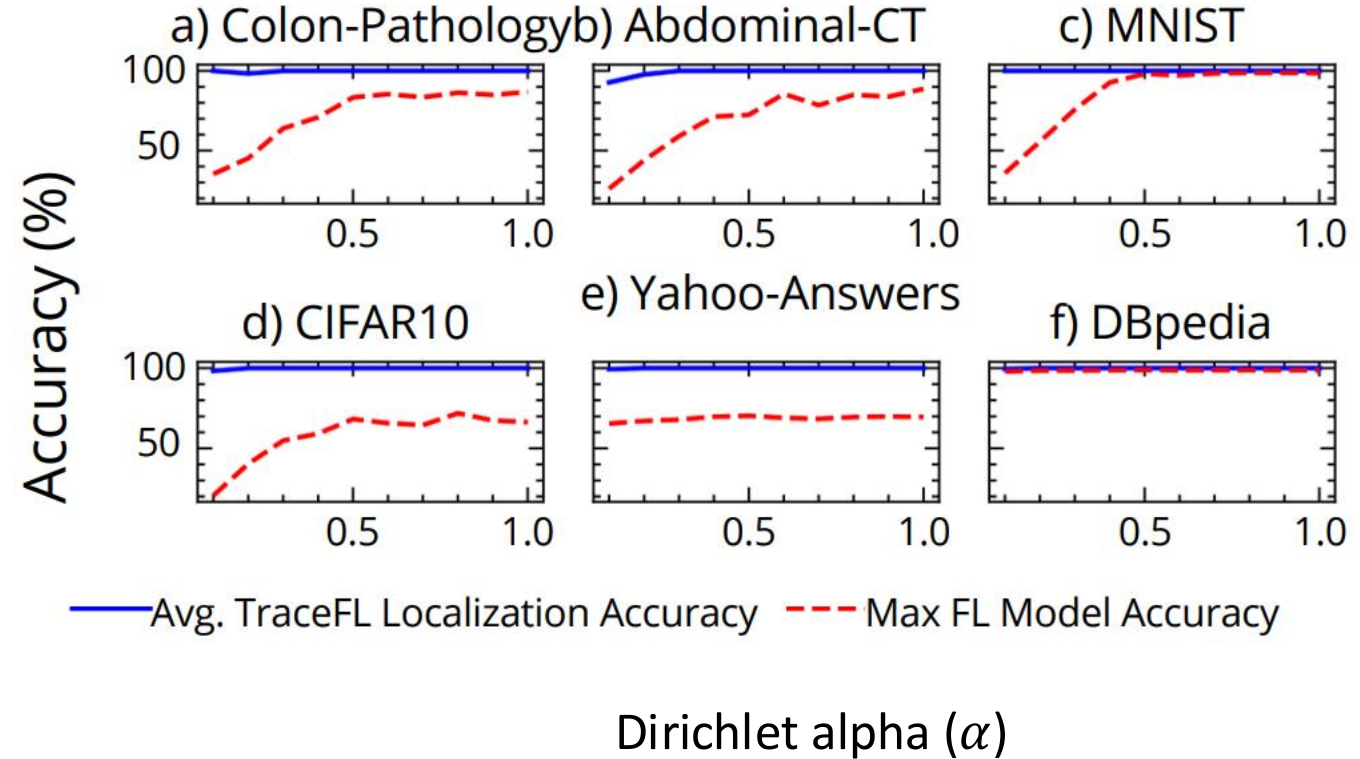 a) Colon-Pathology b) Abdominal-CT c) MNIST
100
50
0.5 1.0 0.5 1.0 0.5 1.0
Accuracy (%)
d) CIFAR10 e) Yahoo-Answers f) DBpedia
100
50
0.5 1.0 0.5 1.0 0.5 1.0
Avg. TraceFL Localization Accuracy Max FL Model Accuracy
Dirichlet alpha (α)